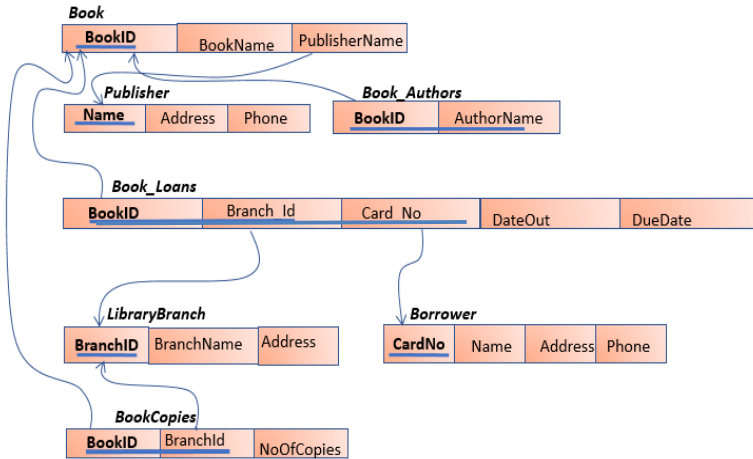 Book
BookID BookName PublisherName
Publisher
Name Address Phone
Book_Authors
BookID AuthorName
Book_Loans
BookID Branch_Id Card_No DateOut DueDate
LibraryBranch
BranchID BranchName Address
Borrower
CardNo Name Address Phone
BookCopies
BookID BranchId NoOfCopies